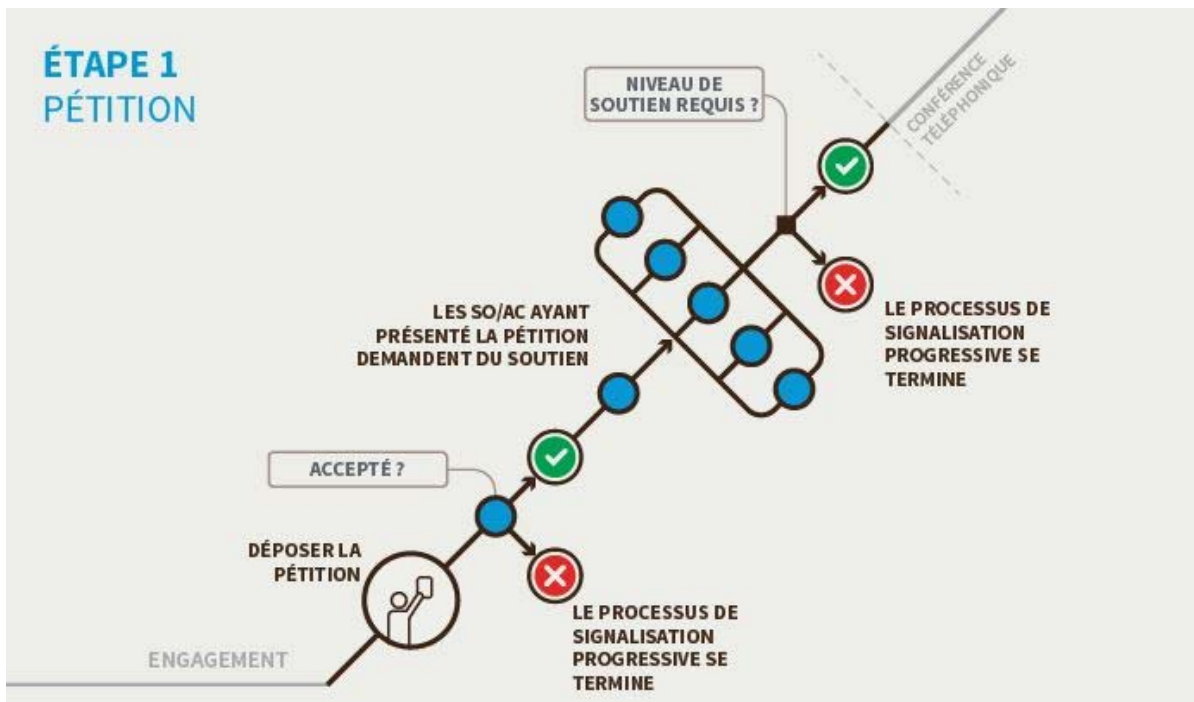 ÉTAPE 1
PÉTITION
NIVEAU DE
SOUTIEN REQUIS ?
CONFÉRENCE
TÉLÉPHONIQUE
LES SO/AC AYANT
PRÉSENTÉ LA PÉTITION
DEMANDENT DU SOUTIEN
LE PROCESSUS DE
SIGNALISATION
PROGRESSIVE SE
TERMINE
ACCEPTÉ ?
DÉPOSER LA
PÉTITION
LE PROCESSUS DE
SIGNALISATION
PROGRESSIVE SE
TERMINE
ENGAGEMENT